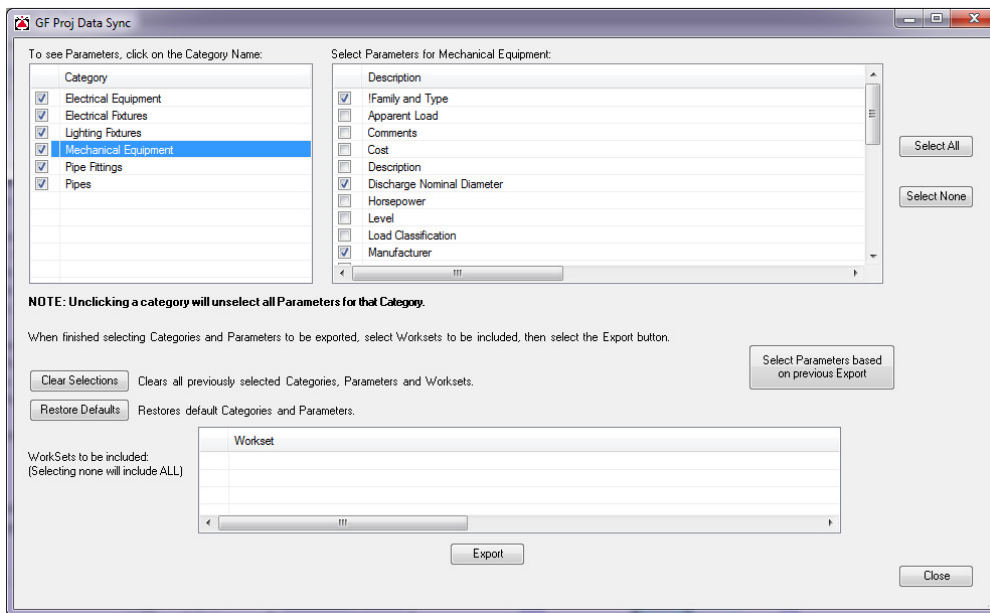 GF Proj Data Sync
To see Parameters, click on the Category Name:
Category
Electrical Equipment
Electrical Fixtures
Lighting Fixtures
Mechanical Equipment
Pipe Fittings
Pipes
Select Parameters for Mechanical Equipment:
Description
!Family and Type
Apparent Load
Comments
Cost
Description
Discharge Nominal Diameter
Horsepower
Level
Load Classification
Manufacturer
Select All
Select None
NOTE: Unclicking a category will unselect all Parameters for that Category.
When finished selecting Categories and Parameters to be exported, select Worksets to be included, then select the Export button.
Select Parameters based
on previous Export
Clear Selections Clears all previously selected Categories, Parameters and Worksets.
Restore Defaults Restores default Categories and Parameters.
WorkSets to be included:
(Selecting none will include ALL)
Workset
Export
Close